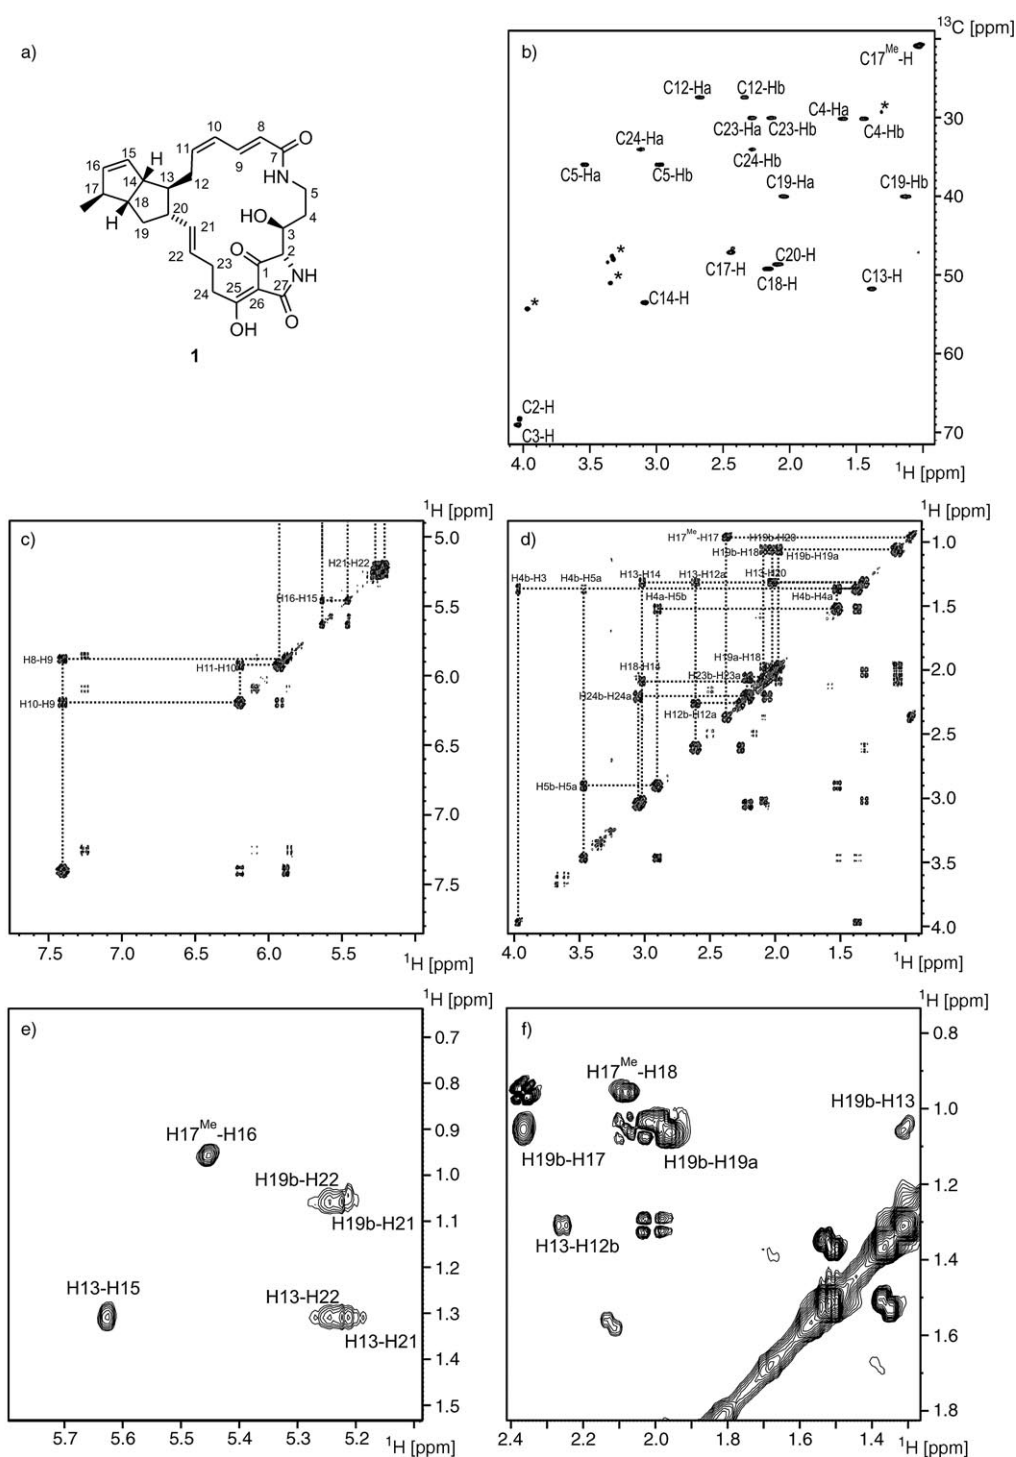 a)
10
8
O
15
11
7
16
H
9
12
NH
14
13
5
17
HO
4
18
20
3
H
19
21
2
O
22
23
1
NH
24
25
26
27
O
OH
1
b)
13C [ppm]
C17Me-H
C12-Ha
C12-Hb
C4-Ha
*
C23-Ha
C23-Hb
C4-Hb
30
C24-Ha
C24-Hb
C5-Ha
C5-Hb
C19-Ha
C19-Hb
40
*
C20-H
C17-H
50
*
C18-H
C13-H
*
C14-H
60
C2-H
C3-H
70
4.0 3.5 3.0 2.5 2.0 1.5
1H [ppm]
c)
1H [ppm]
5.0
H21-H22
H16-H15
5.5
H8-H9
H11-H10
6.0
H10-H9
6.5
7.0
7.5
7.5 7.0 6.5 6.0 5.5
1H [ppm]
d)
1H [ppm]
H17Me-H17
H19b-H20
1.0
H19b-H18
H19b-H19a
H4b-H3
H4b-H5a
H13-H14
H13-H12a
H13-H20
H4a-H5b
H4b-H4a
1.5
H19a-H18
H18-H14
2.0
H23b-H23a
H24b-H24a
H12b-H12a
2.5
H5b-H5a
3.0
3.5
4.0
4.0 3.5 3.0 2.5 2.0 1.5 1.0
1H [ppm]
e)
1H [ppm]
0.7
0.8
H17Me-H16
0.9
H19b-H22
1.0
H19b-H21
1.1
1.2
H13-H15
H13-H22
1.3
H13-H21
1.4
1.5
5.7 5.6 5.5 5.4 5.3 5.2
1H [ppm]
f)
1H [ppm]
0.8
H17Me-H18
H19b-H13
1.0
H19b-H17
H19b-H19a
1.2
H13-H12b
1.4
1.6
1.8
2.4 2.2 2.0 1.8 1.6 1.4
1H [ppm]